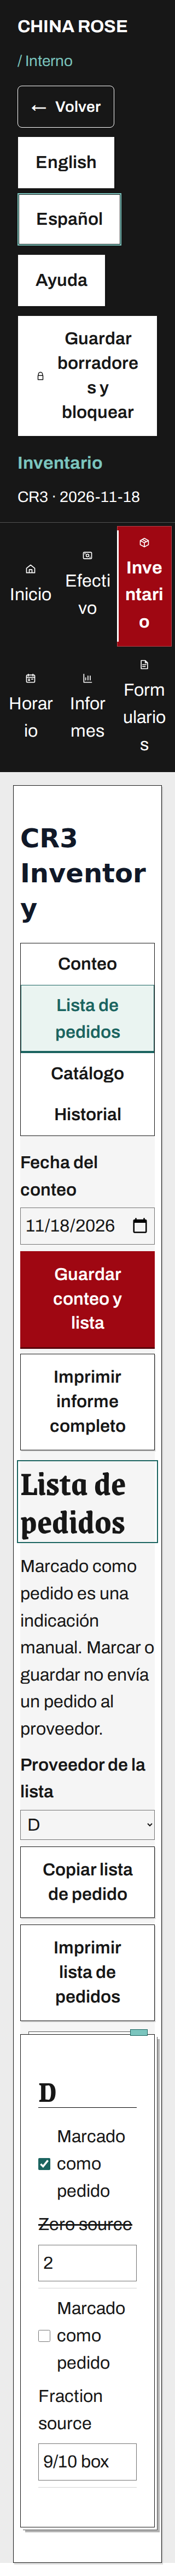 CHINA ROSE
/ Interno
← Volver
English
Español
Ayuda
Guardar
borradore
s y
bloquear
Inventario
CR3 · 2026-11-18
Inicio
Efecti
vo
Inve
ntari
o
Horar
io
Infor
mes
Form
ulario
s
CR3
Inventor
y
Conteo
Lista de
pedidos
Catálogo
Historial
Fecha del
conteo
11/18/2026
Guardar
conteo y
lista
Imprimir
informe
completo
Lista de
pedidos
Marcado como
pedido es una
indicación
manual. Marcar o
guardar no envía
un pedido al
proveedor.
Proveedor de la
lista
D
Copiar lista
de pedido
Imprimir
lista de
pedidos
D
Marcado
como
pedido
Zero source
2
Marcado
como
pedido
Fraction
source
9/10 box